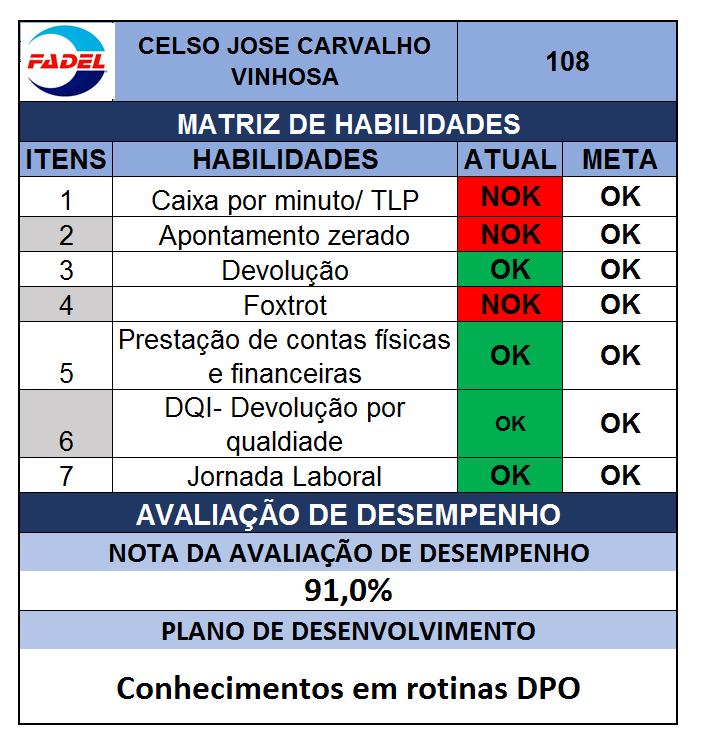 FADEL
CELSO JOSE CARVALHO
VINHOSA
108
MATRIZ DE HABILIDADES
ITENS HABILIDADES ATUAL META
1 Caixa por minuto/ TLP NOK OK
2 Apontamento zerado NOK OK
3 Devolução OK OK
4 Foxtrot NOK OK
5 Prestação de contas físicas
e financeiras OK OK
6 DQI- Devolução por
qualdiade OK OK
7 Jornada Laboral OK OK
AVALIAÇÃO DE DESEMPENHO
NOTA DA AVALIAÇÃO DE DESEMPENHO
91,0%
PLANO DE DESENVOLVIMENTO
Conhecimentos em rotinas DPO